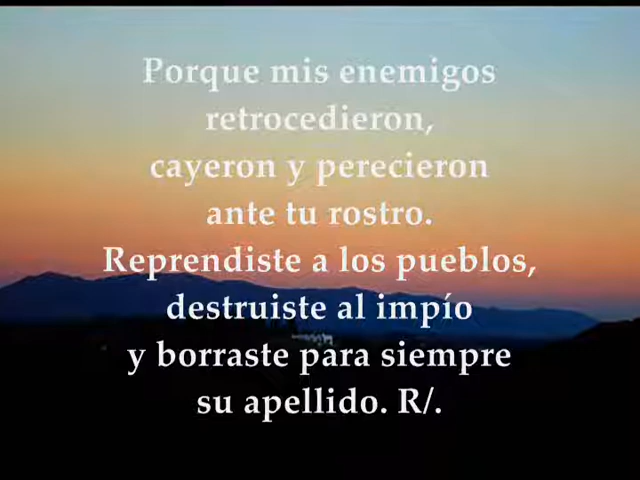 Porque mis enemigos
retrocedieron,
cayeron y perecieron
ante tu rostro.
Reprendiste a los pueblos,
destruiste al impío
y borraste para siempre
su apellido. R/.